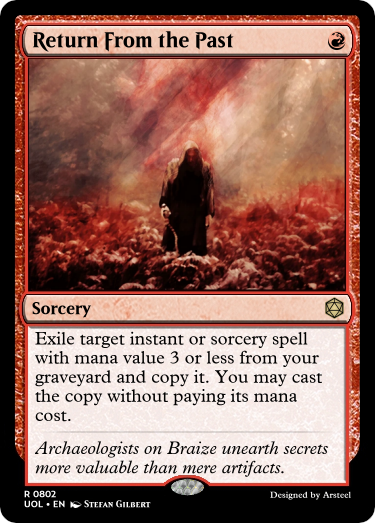 Return From the Past
Sorcery
Exile target instant or sorcery spell
with mana value 3 or less from your
graveyard and copy it. You may cast
the copy without paying its mana
cost.
Archaeologists on Braize unearth secrets
more valuable than mere artifacts.
R 0802
UOL • EN Stefan Gilbert
Designed by Arsteel